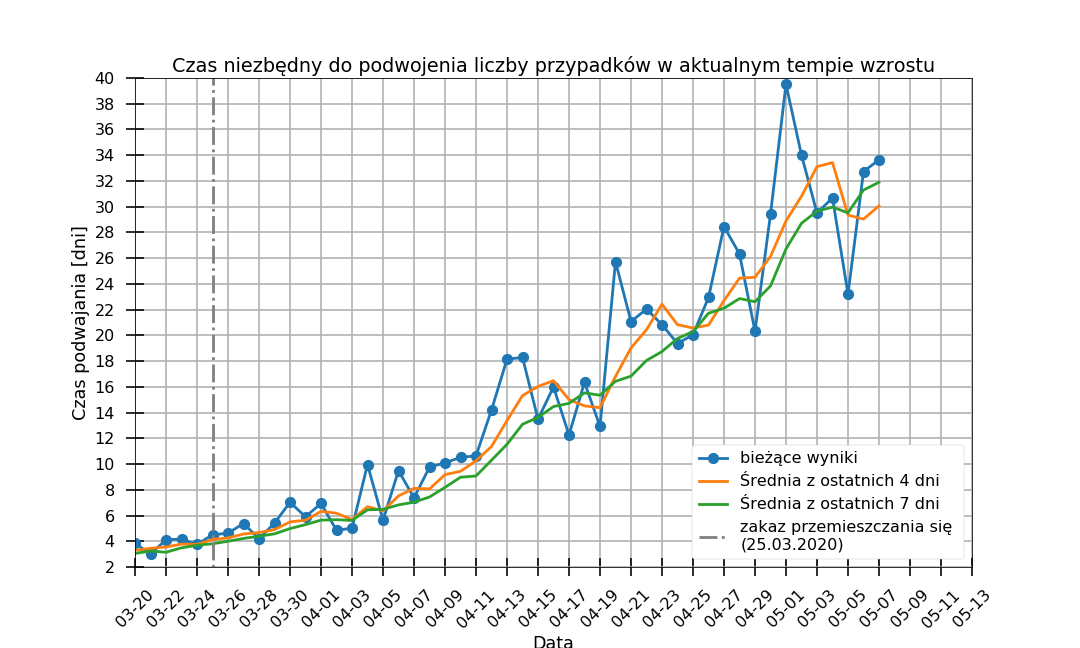 Czas niezbędny do podwojenia liczby przypadków w aktualnym tempie wzrostu
Czas podwajania [dni]
40
38
36
34
32
30
28
26
24
22
20
18
16
14
12
10
8
6
4
2
bieżące wyniki
Średnia z ostatnich 4 dni
Średnia z ostatnich 7 dni
zakaz przemieszczania się
(25.03.2020)
03-20 03-22 03-24 03-26 03-28 03-30 04-01 04-03 04-05 04-07 04-09 04-11 04-13 04-15 04-17 04-19 04-21 04-23 04-25 04-27 04-29 05-01 05-03 05-05 05-07 05-09 05-11 05-13
Data